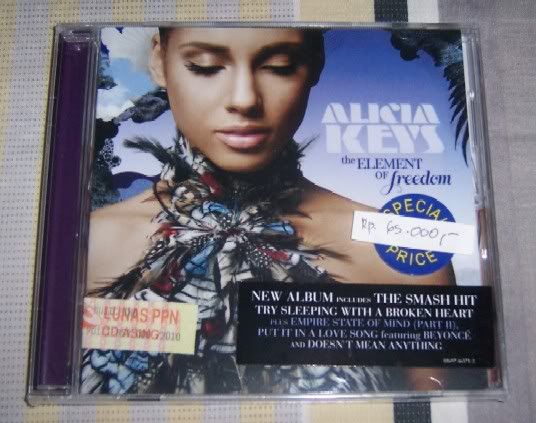 ALICIA
KEYS
the ELEMENT
OF freedom
SPECIAL
Rp. 65.000,-
PRICE
NEW ALBUM INCLUDES THE SMASH HIT
TRY SLEEPING WITH A BROKEN HEART
PLUS EMPIRE STATE OF MIND (PART II),
PUT IT IN A LOVE SONG featuring BEYONCÉ
AND DOESN'T MEAN ANYTHING
LUNAS PPN
CD ASING 2010